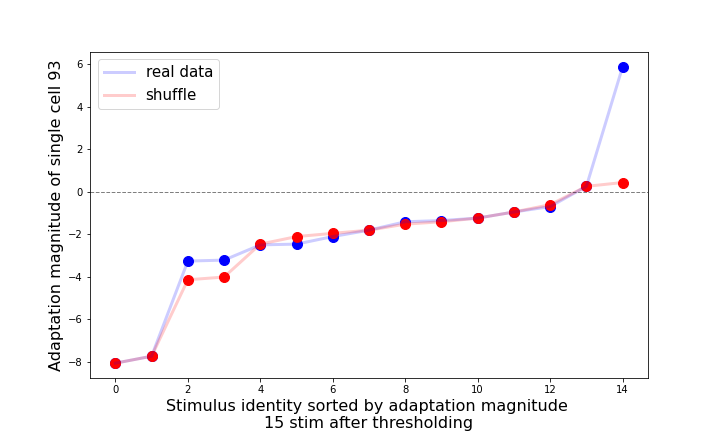 real data
shuffle
Adaptation magnitude of single cell 93
6
4
2
0
−2
−4
−6
−8
0 2 4 6 8 10 12 14
Stimulus identity sorted by adaptation magnitude
15 stim after thresholding